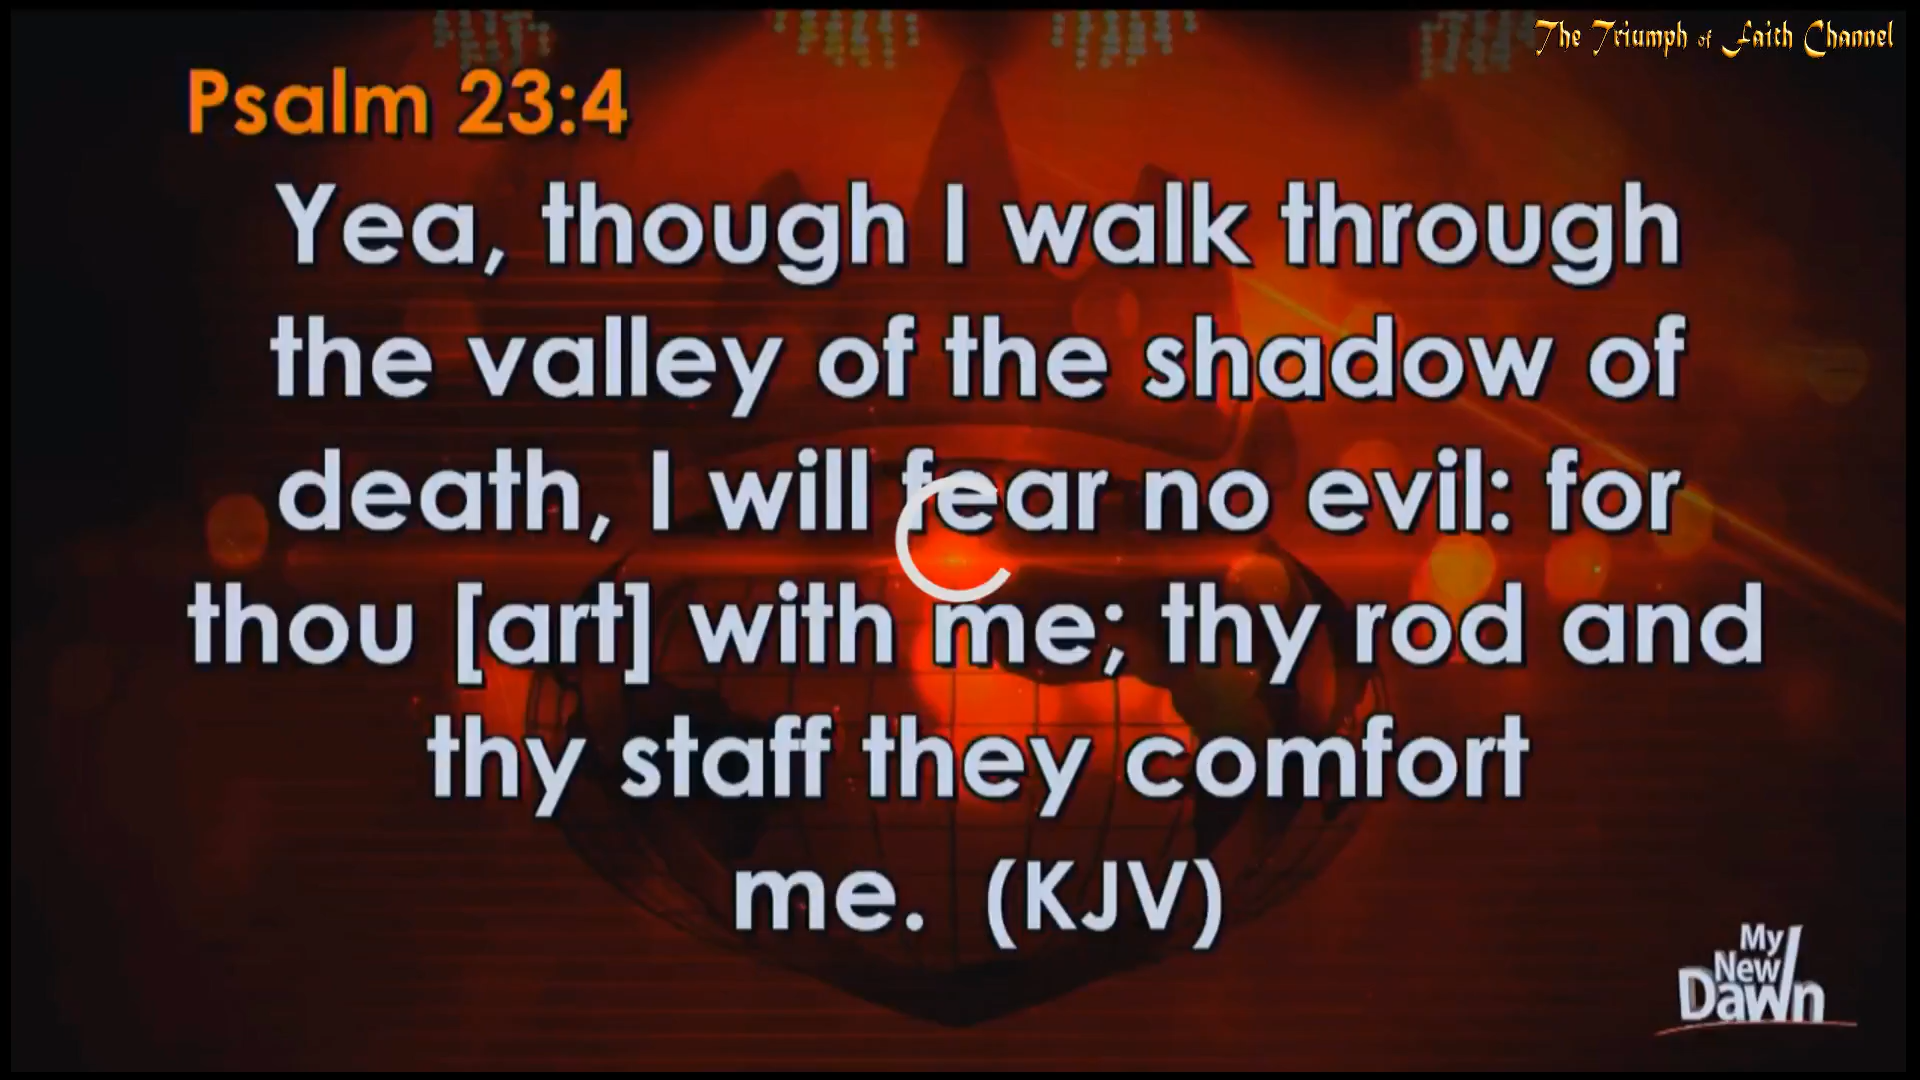 The Triumph of Faith Channel
Psalm 23:4
Yea, though I walk through
the valley of the shadow of
death, I will fear no evil: for
thou [art] with me; thy rod and
thy staff they comfort
me. (KJV)
My
New
Dawn